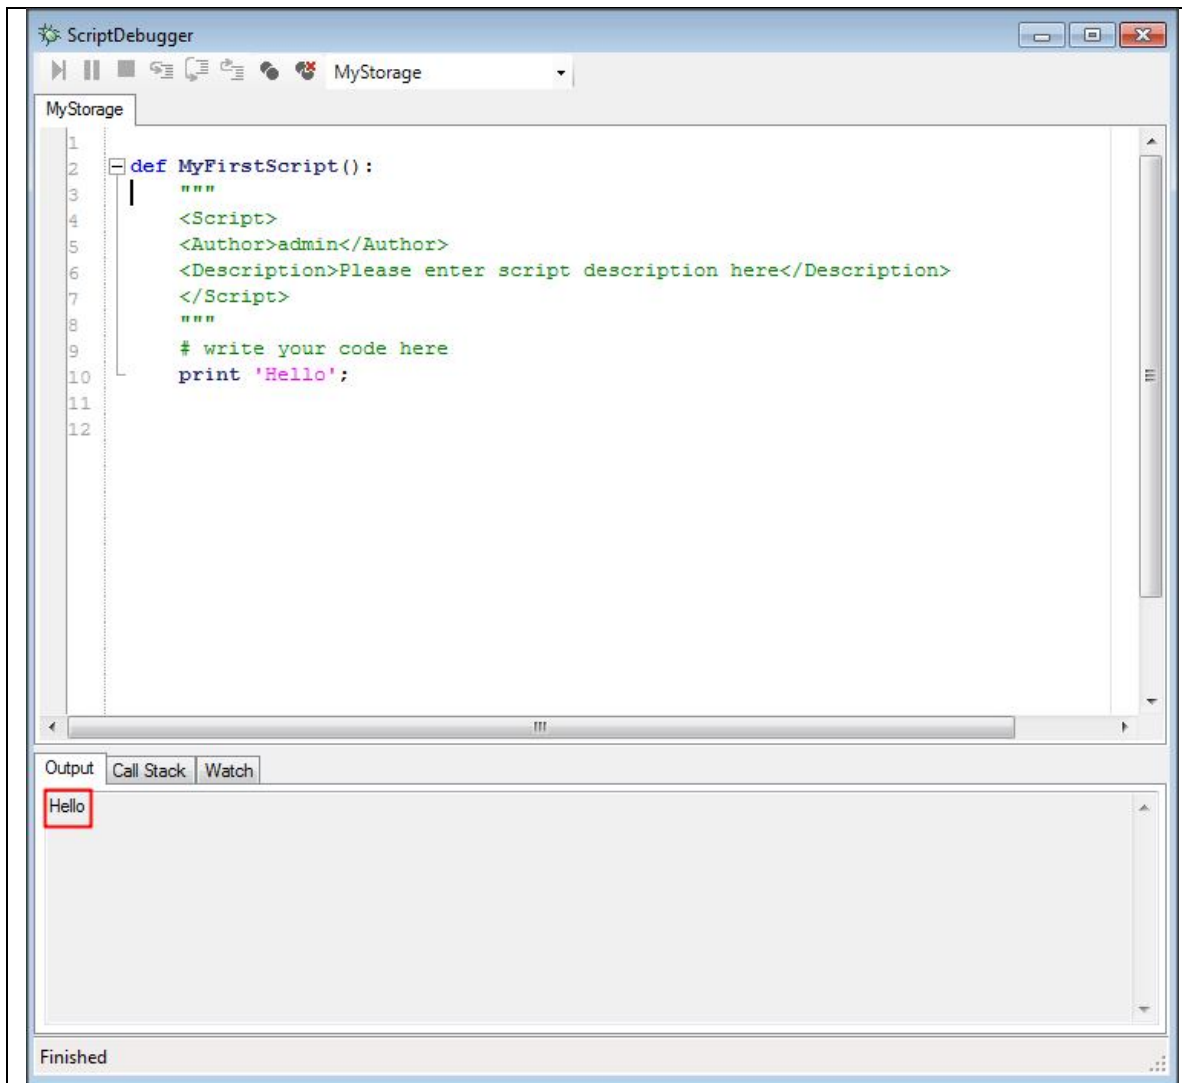 ScriptDebugger
MyStorage
MyStorage
1
2 def MyFirstScript():
3 """
4 <Script>
5 <Author>admin</Author>
6 <Description>Please enter script description here</Description>
7 </Script>
8 """
9 # write your code here
10 print 'Hello';
11
12
Output Call Stack Watch
Hello
Finished